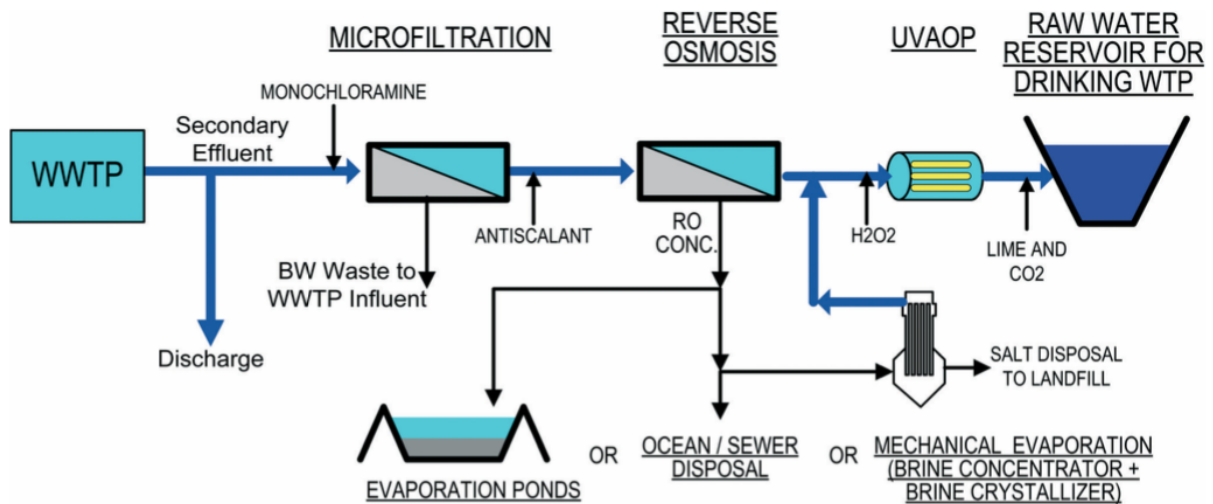 MICROFILTRATION
REVERSE
OSMOSIS
UVAOP
RAW WATER
RESERVOIR FOR
DRINKING WTP
MONOCHLORAMINE
Secondary
Effluent
WWTP
ANTISCALANT
RO
CONC.
H2O2
LIME AND
CO2
BW Waste to
WWTP Influent
Discharge
SALT DISPOSAL
TO LANDFILL
EVAPORATION PONDS
OR
OCEAN / SEWER
DISPOSAL
OR
MECHANICAL EVAPORATION
(BRINE CONCENTRATOR +
BRINE CRYSTALLIZER)